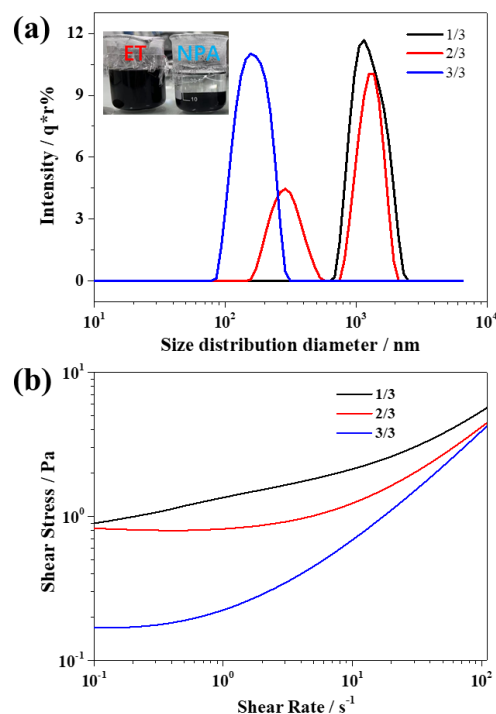 (a)
12
9
6
3
0
Intensity / q*r%
ET
NPA
10
1/3
2/3
3/3
10¹
10²
10³
10⁴
Size distribution diameter / nm
(b)
10¹
10⁰
10⁻¹
Shear Stress / Pa
1/3
2/3
3/3
10⁻¹
10⁰
10¹
10²
Shear Rate / s⁻¹